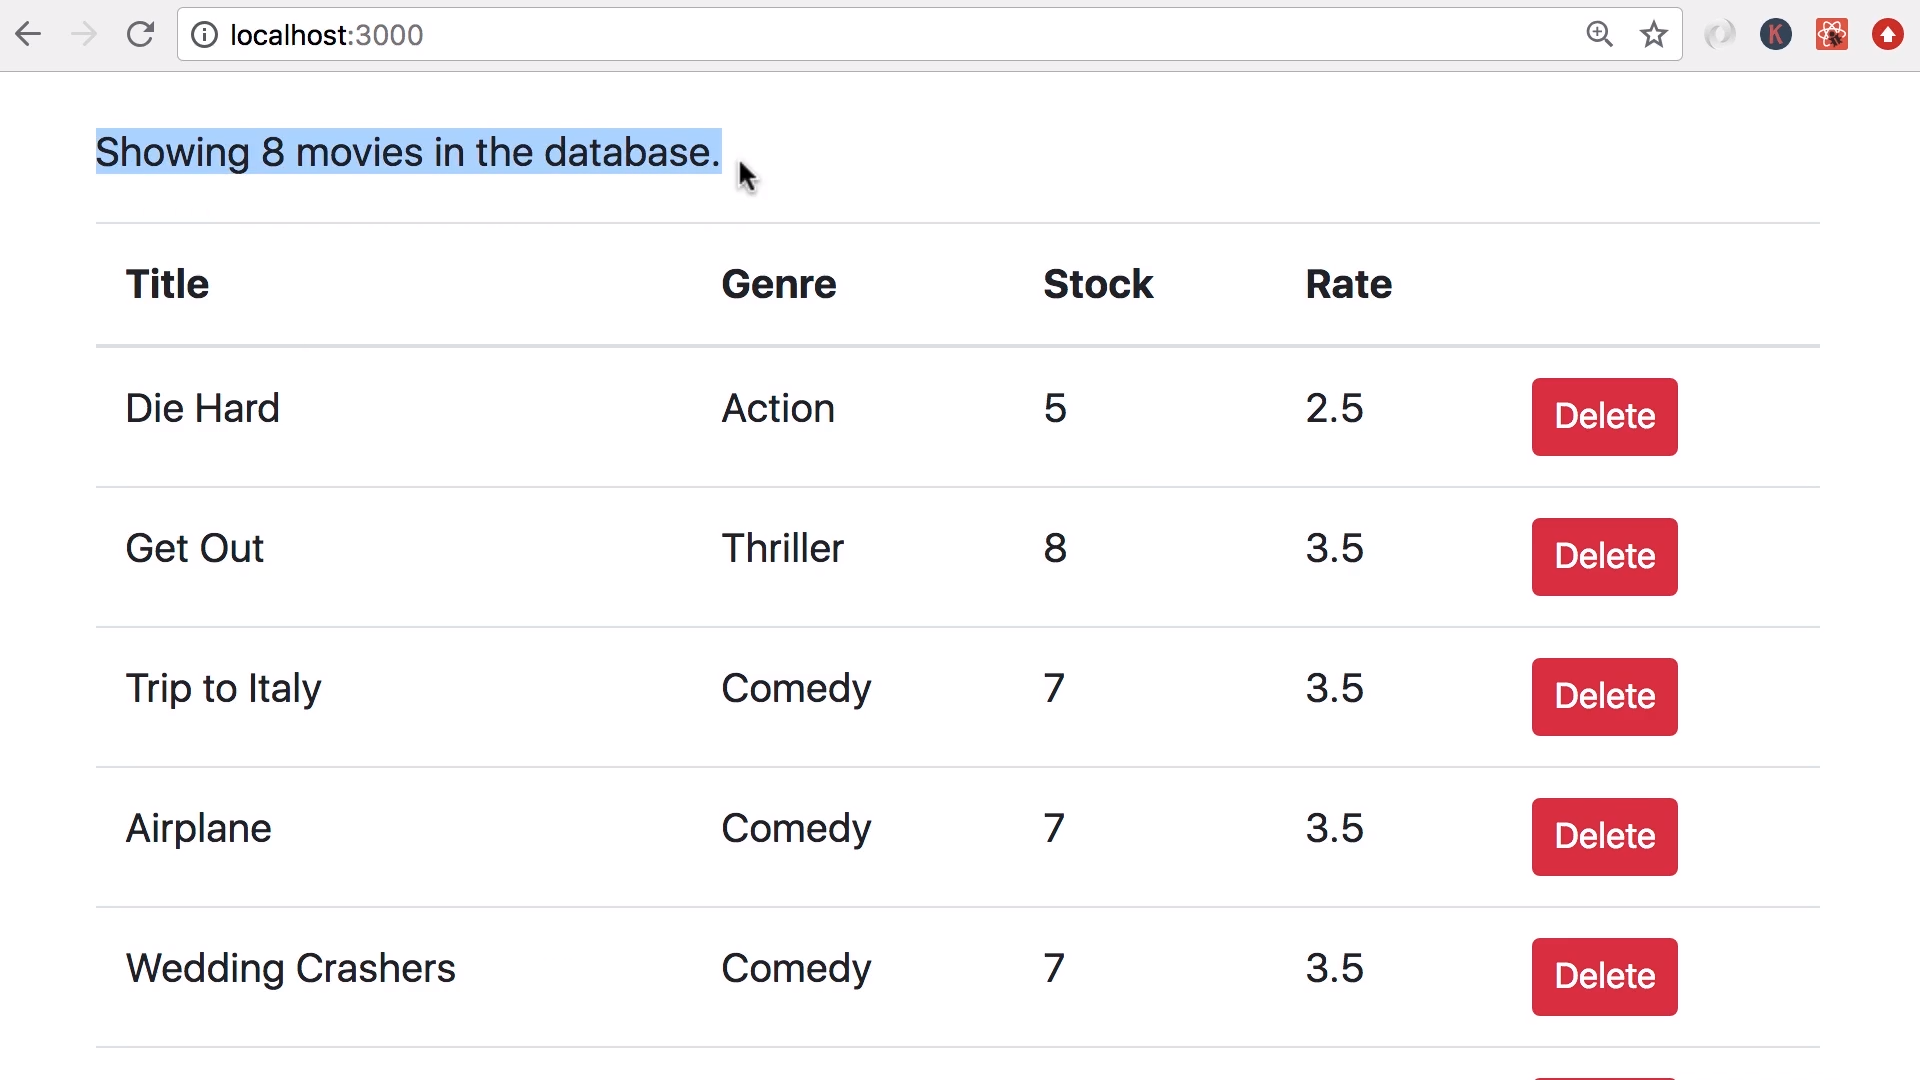 localhost:3000
K
Showing 8 movies in the database.
Title Genre Stock Rate
Die Hard Action 5 2.5 Delete
Get Out Thriller 8 3.5 Delete
Trip to Italy Comedy 7 3.5 Delete
Airplane Comedy 7 3.5 Delete
Wedding Crashers Comedy 7 3.5 Delete